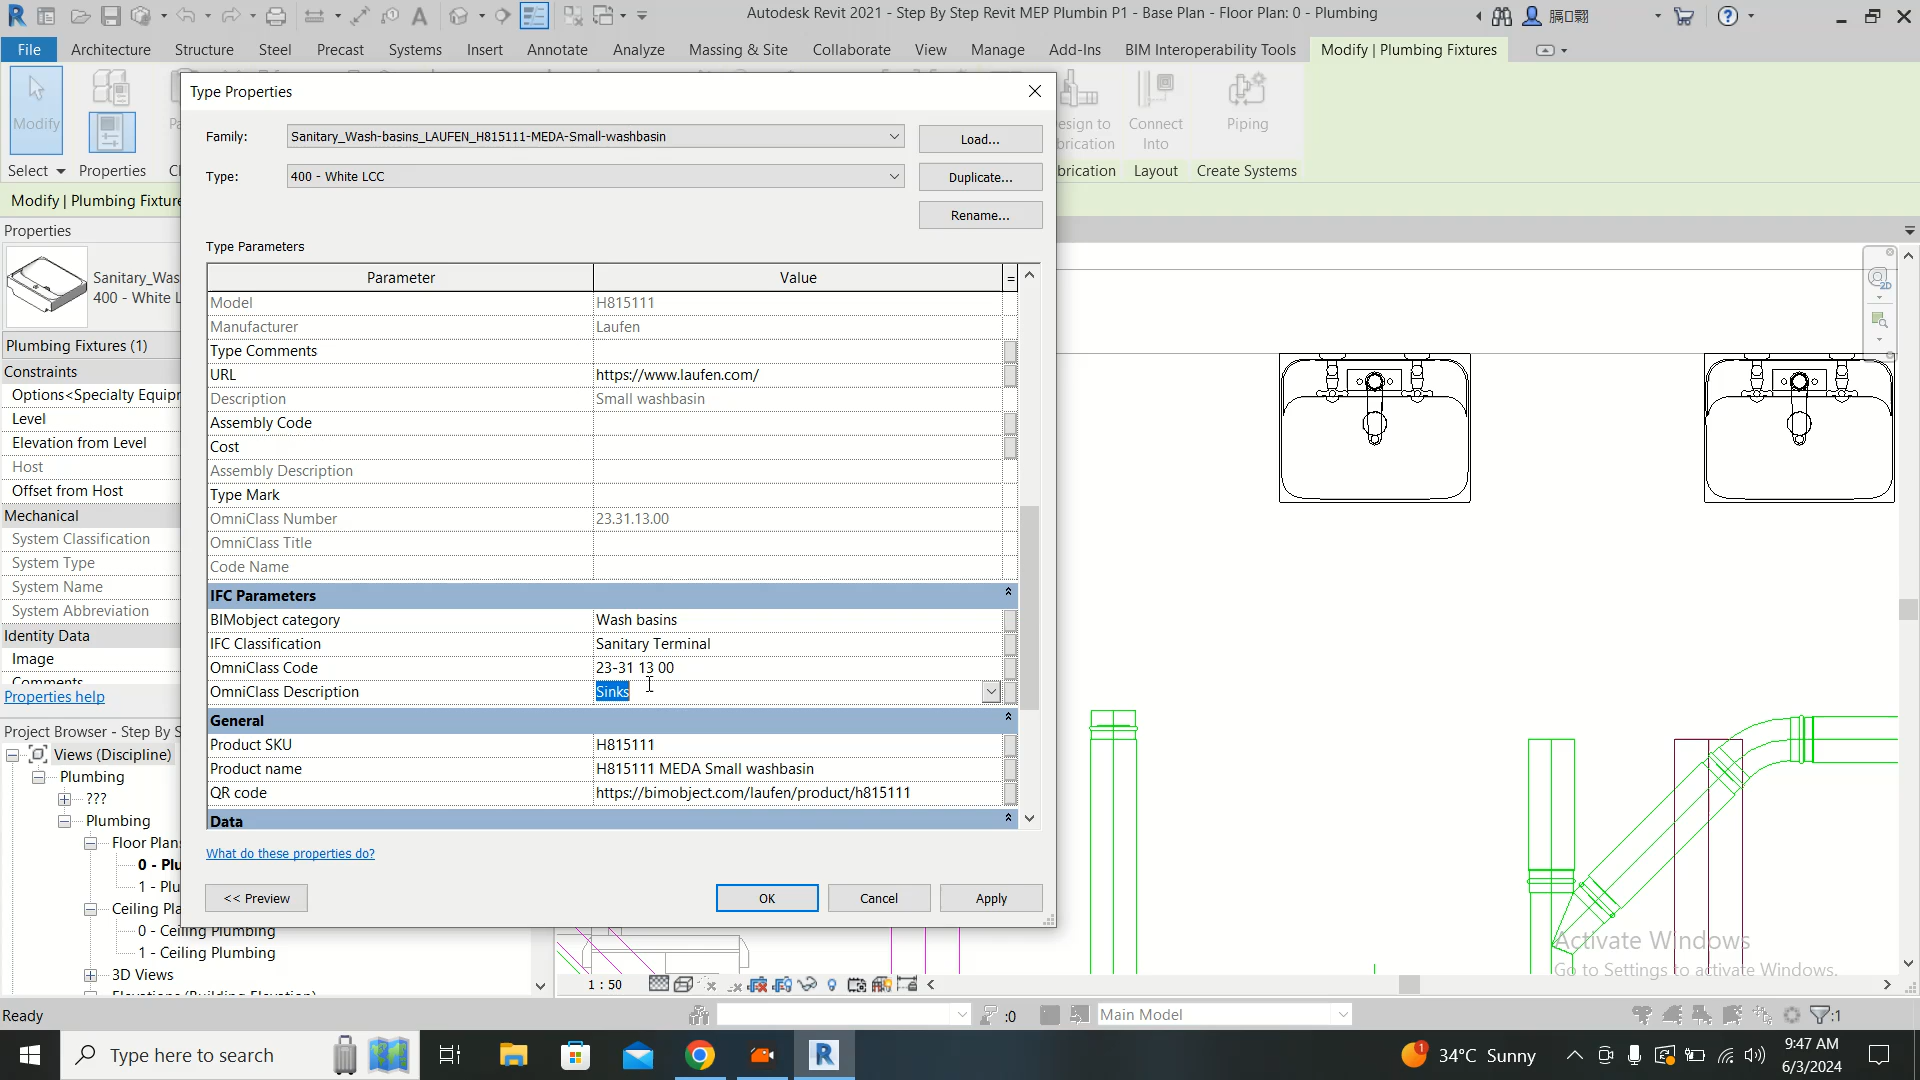 Autodesk Revit 2021 - Step By Step Revit MEP Plumbin P1 - Base Plan - Floor Plan: 0 - Plumbing
File Architecture Structure Steel Precast Systems Insert Annotate Analyze Massing & Site Collaborate View Manage Add-Ins BIM Interoperability Tools Modify | Plumbing Fixtures
Modify
Connect
Into
Piping
Select Properties
Layout Create Systems
Modify | Plumbing Fixture
Type Properties
Family: Sanitary_Wash-basins_LAUFEN_H815111-MEDA-Small-washbasin Load...
Type: 400 - White LCC Duplicate...
Rename...
Type Parameters
Parameter Value =
Model H815111
Manufacturer Laufen
Type Comments
URL https://www.laufen.com/
Description Small washbasin
Assembly Code
Cost
Assembly Description
Type Mark
OmniClass Number 23.31.13.00
OmniClass Title
Code Name
IFC Parameters
BIMobject category Wash basins
IFC Classification Sanitary Terminal
OmniClass Code 23-31 13 00
OmniClass Description Sinks
General
Product SKU H815111
Product name H815111 MEDA Small washbasin
QR code https://bimobject.com/laufen/product/h815111
Data
What do these properties do?
<< Preview OK Cancel Apply
Properties
Sanitary_Was
400 - White L
Plumbing Fixtures (1)
Constraints
Options<Specialty Equipr
Level
Elevation from Level
Host
Offset from Host
Mechanical
System Classification
System Type
System Name
System Abbreviation
Identity Data
Image
Comments
Properties help
Project Browser - Step By S
Views (Discipline)
Plumbing
???
Plumbing
Floor Plan
0 - Plu
1 - Plu
Ceiling Pla
0 - Ceiling Plumbing
1 - Ceiling Plumbing
3D Views
2D
Activate Windows
Go to Settings to activate Windows.
1 : 50
Ready
:0
Main Model
:1
Type here to search
1
34°C Sunny
9:47 AM
6/3/2024